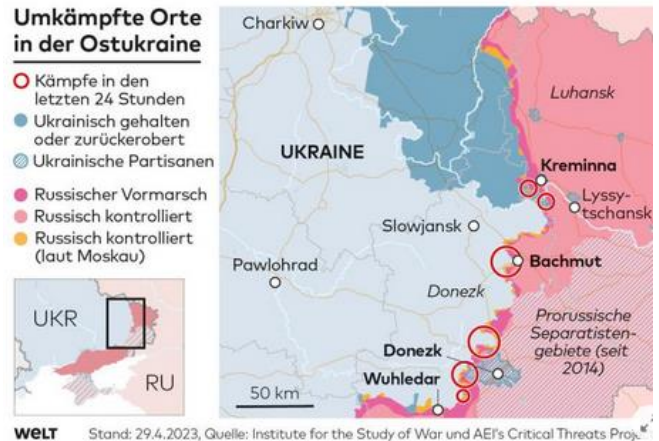 Umkämpfte Orte
in der Ostukraine
Kämpfe in den
letzten 24 Stunden
Ukrainisch gehalten
oder zurückerobert
Ukrainische Partisanen
Russischer Vormarsch
Russisch kontrolliert
Russisch kontrolliert
(laut Moskau)
UKR
RU
Charkiw
Luhansk
UKRAINE
Kreminna
Lyssy-
tschansk
Slowjansk
Bachmut
Pawlohrad
Donezk
Prorussische
Separatisten-
gebiete (seit
2014)
Donezk
Wuhledar
50 km
WELT Stand: 29.4.2023, Quelle: Institute for the Study of War und AEI's Critical Threats Proj